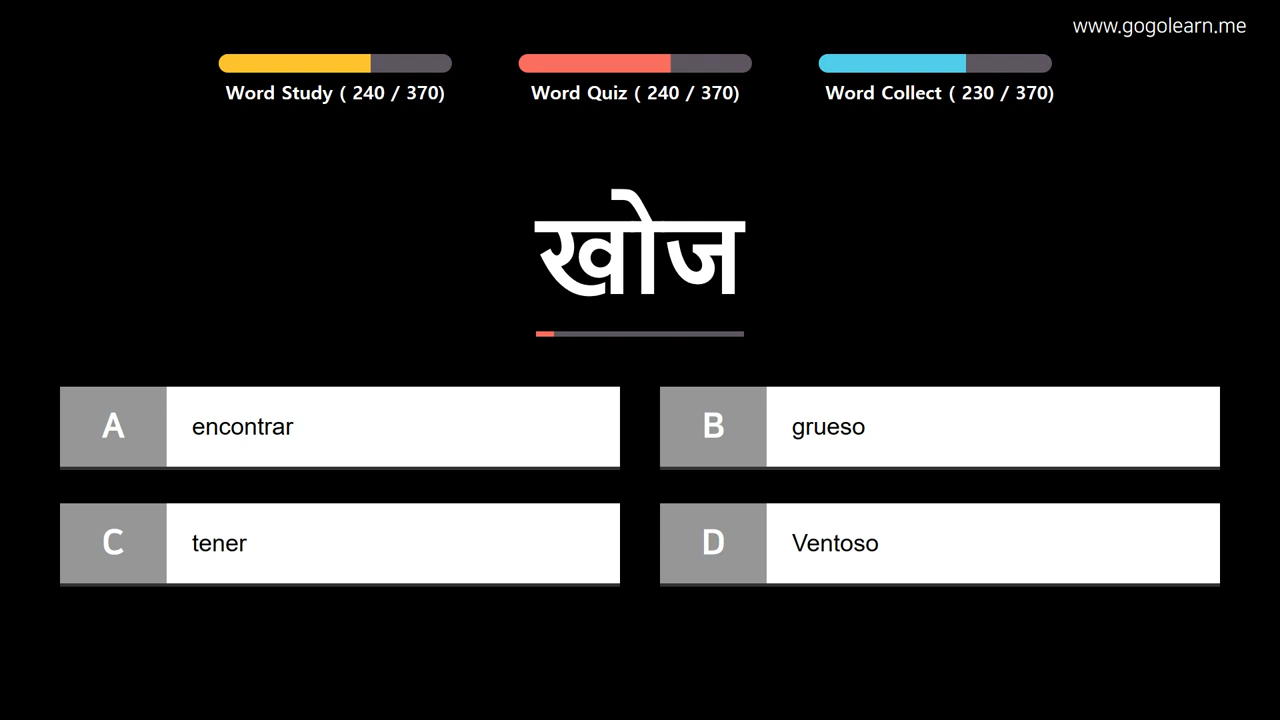 www.gogolearn.me
Word Study ( 240 / 370)
Word Quiz ( 240 / 370)
Word Collect ( 230 / 370)
खोज
A encontrar
B grueso
C tener
D Ventoso